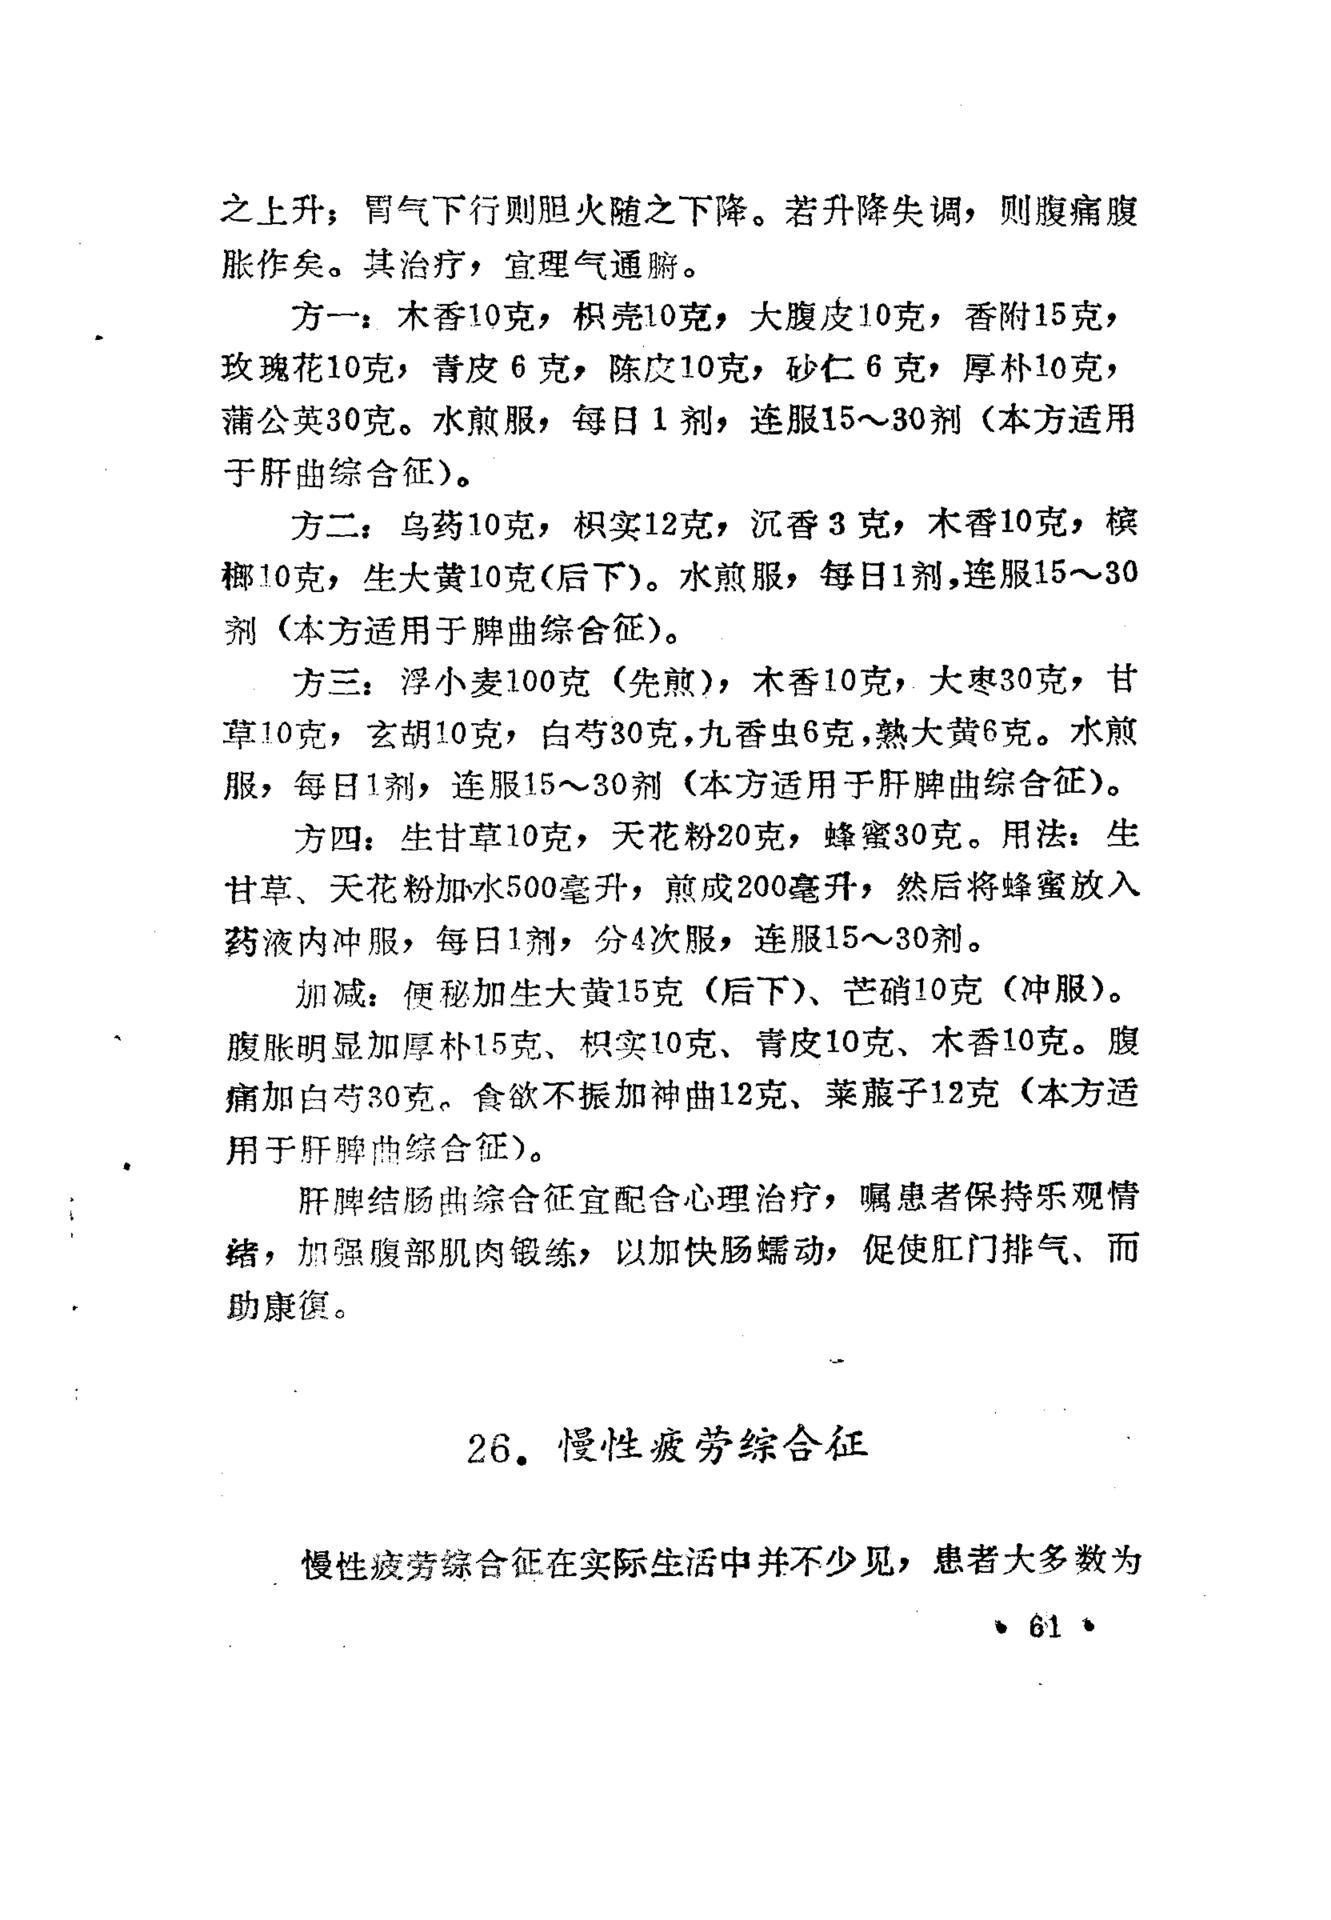 之上升；胃气下行则胆火随之下降。若升降失调，则腹痛腹
胀作矣。其治疗，宜理气通腑。
方一：木香10克，枳壳10克，大腹皮10克，香附15克，
玫瑰花10克，青皮6克，陈皮10克，砂仁6克，厚朴10克，
蒲公英30克。水煎服，每日1剂，连服15～30剂（本方适用
于肝曲综合征）。
方二：乌药10克，枳实12克，沉香3克，木香10克，槟
榔10克，生大黄10克（后下）。水煎服，每日1剂，连服15～30
剂（本方适用于脾曲综合征）。
方三：浮小麦100克（先煎），木香10克，大枣30克，甘
草10克，玄胡10克，白芍30克，九香虫6克，熟大黄6克。水煎
服，每日1剂，连服15～30剂（本方适用于肝脾曲综合征）。
方四：生甘草10克，天花粉20克，蜂蜜30克。用法：生
甘草、天花粉加水500毫升，煎成200毫升，然后将蜂蜜放入
药液内冲服，每日1剂，分4次服，连服15～30剂。
加减：便秘加生大黄15克（后下）、芒硝10克（冲服）。
腹胀明显加厚朴15克、枳实10克、青皮10克、木香10克。腹
痛加白芍30克。食欲不振加神曲12克、莱菔子12克（本方适
用于肝脾曲综合征）。
肝脾结肠曲综合征宜配合心理治疗，嘱患者保持乐观情
绪，加强腹部肌肉锻练，以加快肠蠕动，促使肛门排气、而
助康復。
26．慢性疲劳综合征
慢性疲劳综合征在实际生活中并不少见，患者大多数为
• 61 •